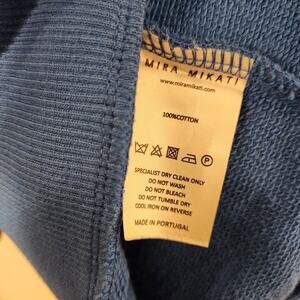 MIRA MIKATI
www.miramikati.com
100%COTTON
P
SPECIALIST DRY CLEAN ONLY
DO NOT WASH
DO NOT BLEACH
DO NOT TUMBLE DRY
COOL IRON ON REVERSE
MADE IN PORTUGAL